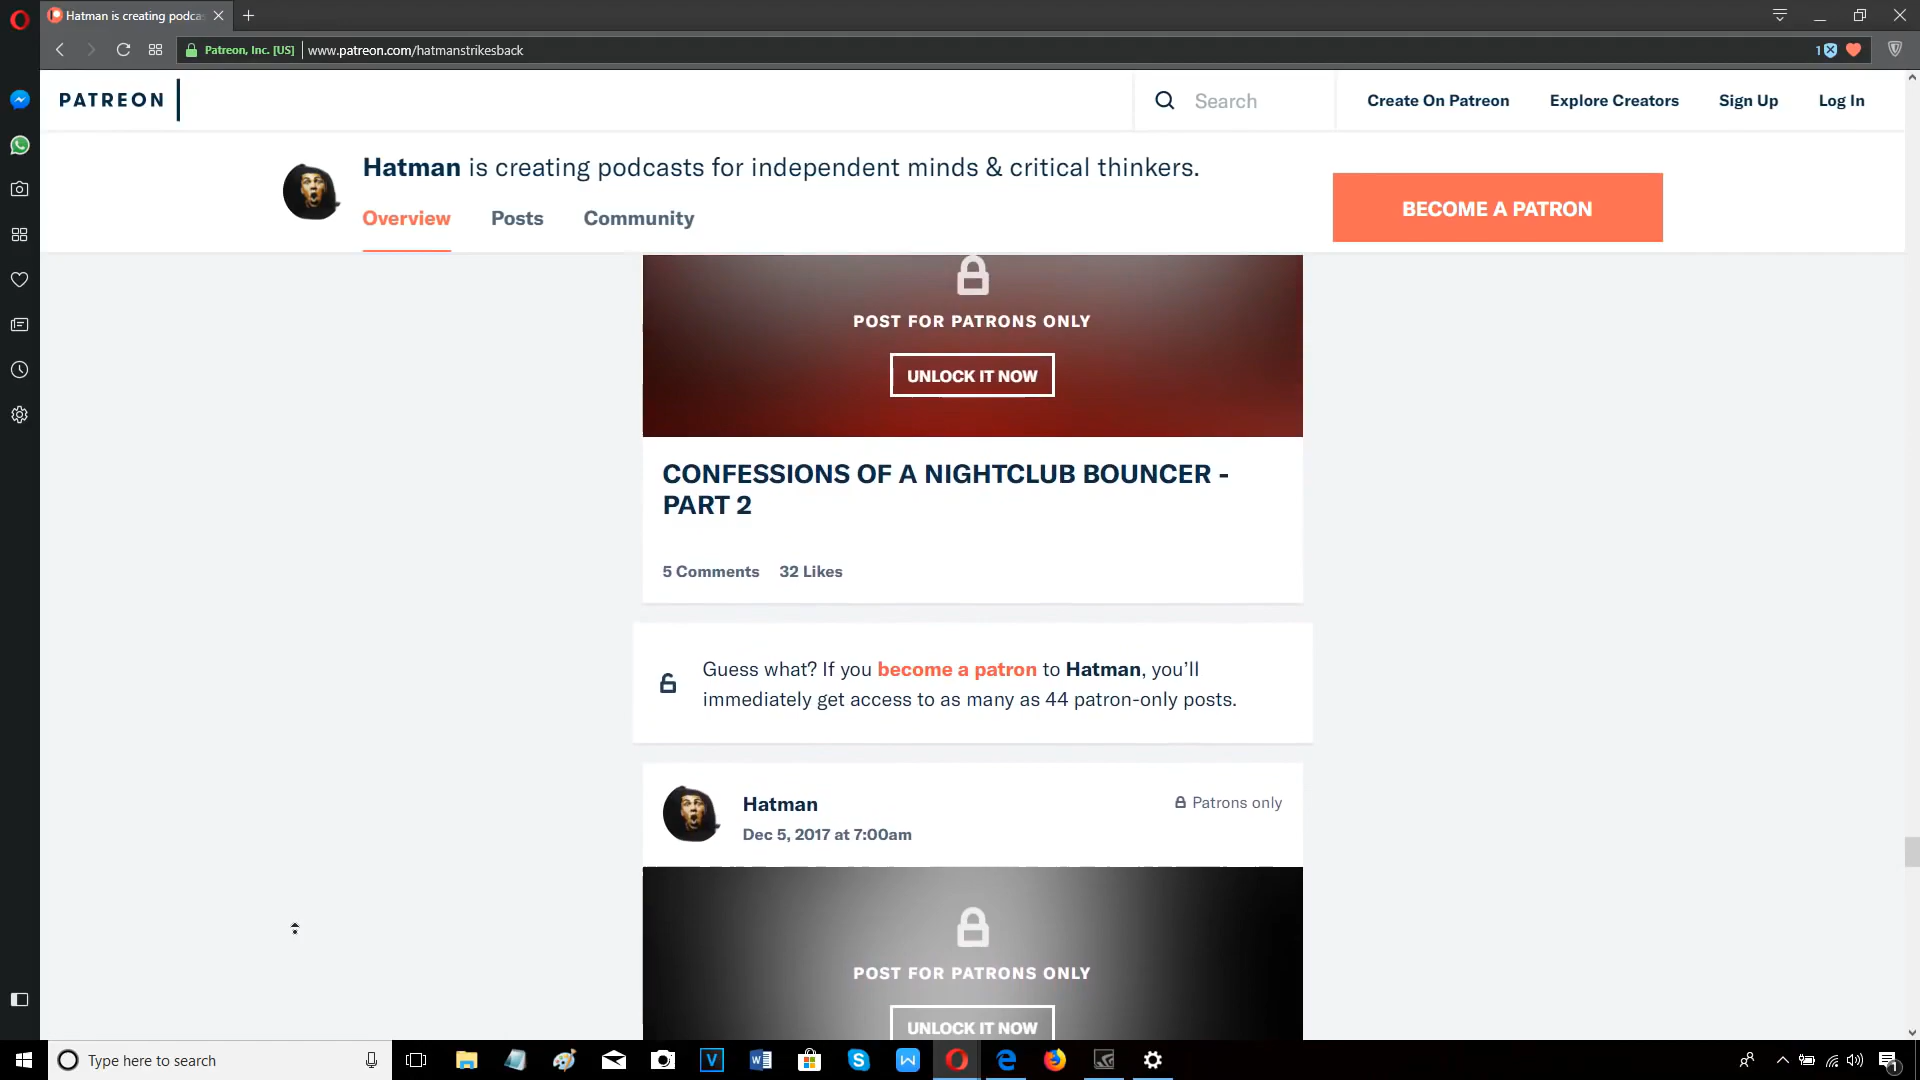 Hatman is creating podca
Patreon, Inc. [US]
www.patreon.com/hatmanstrikesback
1
PATREON
Search
Create On Patreon
Explore Creators
Sign Up
Log In
Hatman is creating podcasts for independent minds & critical thinkers.
Overview
Posts
Community
BECOME A PATRON
POST FOR PATRONS ONLY
UNLOCK IT NOW
CONFESSIONS OF A NIGHTCLUB BOUNCER -
PART 2
5 Comments
32 Likes
Guess what? If you become a patron to Hatman, you'll
immediately get access to as many as 44 patron-only posts.
Hatman
Patrons only
Dec 5, 2017 at 7:00am
POST FOR PATRONS ONLY
UNLOCK IT NOW
Type here to search
V
W
1